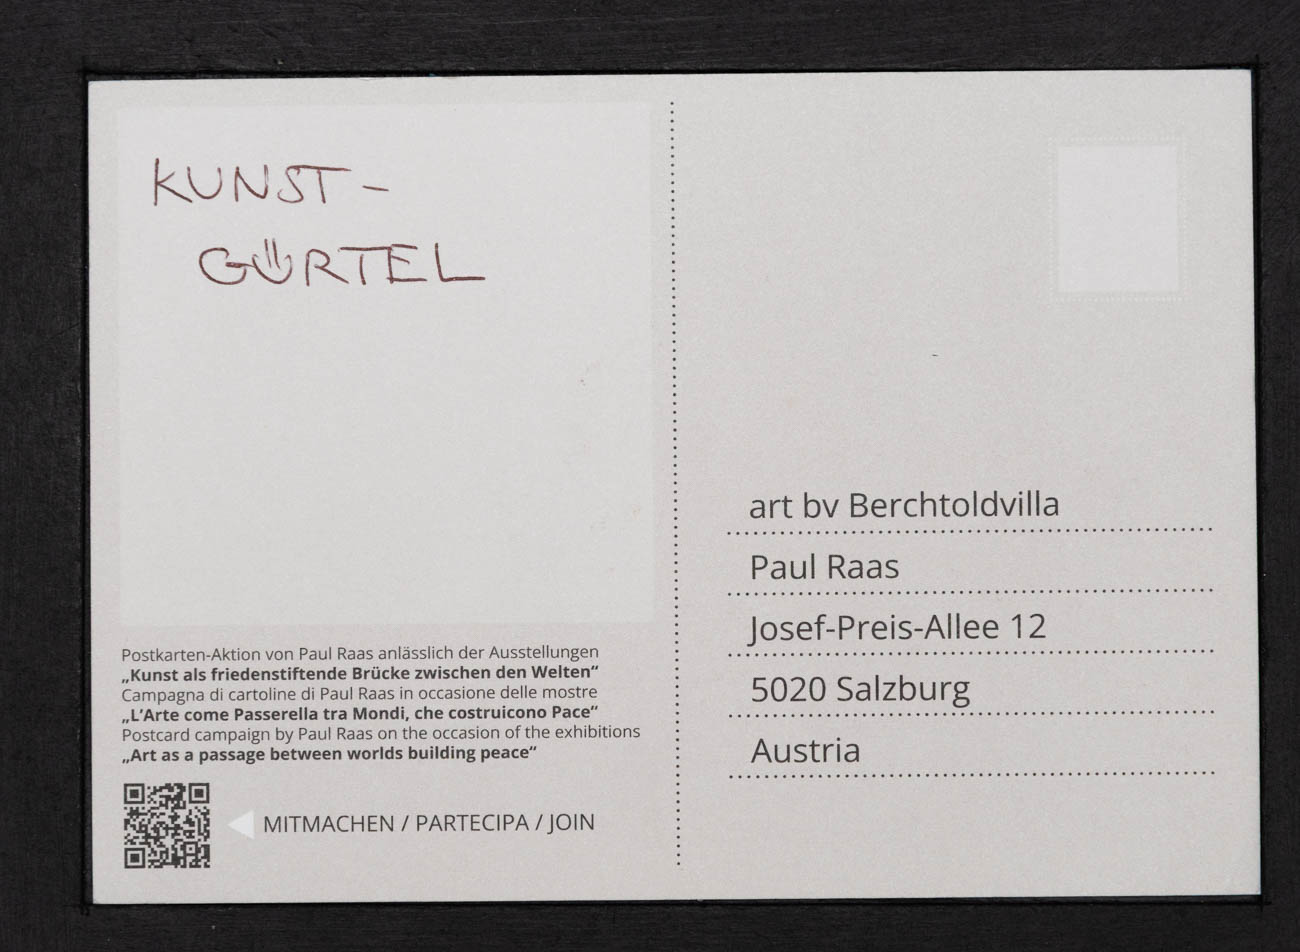 KUNST-
GÜRTEL
Postkarten-Aktion von Paul Raas anlässlich der Ausstellungen
„Kunst als friedenstiftende Brücke zwischen den Welten“
Campagna di cartoline di Paul Raas in occasione delle mostre
„L’Arte come Passerella tra Mondi, che costruicono Pace“
Postcard campaign by Paul Raas on the occasion of the exhibitions
„Art as a passage between worlds building peace“
MITMACHEN / PARTECIPA / JOIN
art bv Berchtoldvilla
Paul Raas
Josef-Preis-Allee 12
5020 Salzburg
Austria